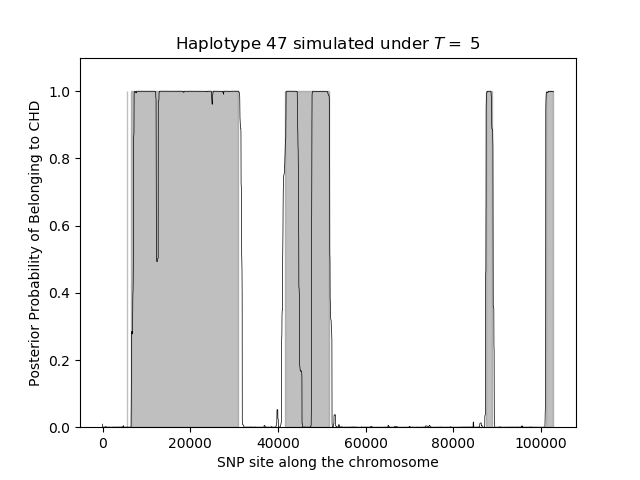 Haplotype 47 simulated under T = 5
Posterior Probability of Belonging to CHD
1.0
0.8
0.6
0.4
0.2
0.0
0 20000 40000 60000 80000 100000
SNP site along the chromosome